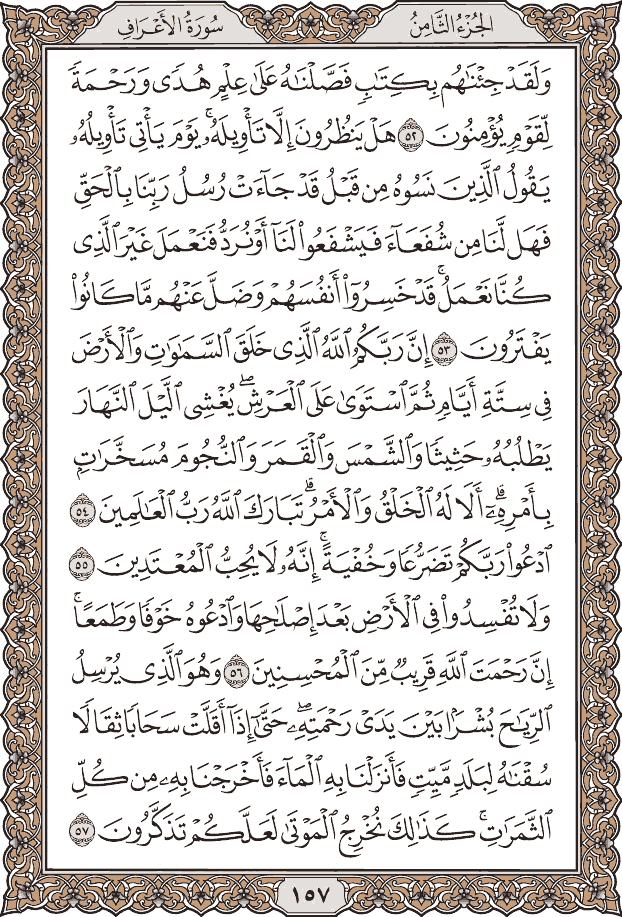 الجُزْءُ الثَّامِنُ
سُورَةُ الأَعْرَافِ
وَلَقَدْ جِئْنَٰهُم بِكِتَٰبٍ فَصَّلْنَٰهُ عَلَىٰ عِلْمٍ هُدًى وَرَحْمَةً
لِّقَوْمٍ يُؤْمِنُونَ ٥٢ هَلْ يَنظُرُونَ إِلَّا تَأْوِيلَهُۥۚ يَوْمَ يَأْتِي تَأْوِيلُهُۥ
يَقُولُ ٱلَّذِينَ نَسُوهُ مِن قَبْلُ قَدْ جَآءَتْ رُسُلُ رَبِّنَا بِٱلْحَقِّ
فَهَل لَّنَا مِن شُفَعَآءَ فَيَشْفَعُوا۟ لَنَآ أَوْ نُرَدُّ فَنَعْمَلَ غَيْرَ ٱلَّذِي
كُنَّا نَعْمَلُۚ قَدْ خَسِرُوٓا۟ أَنفُسَهُمْ وَضَلَّ عَنْهُم مَّا كَانُوا۟
يَفْتَرُونَ ٥٣ إِنَّ رَبَّكُمُ ٱللَّهُ ٱلَّذِي خَلَقَ ٱلسَّمَٰوَٰتِ وَٱلْأَرْضَ
فِي سِتَّةِ أَيَّامٍ ثُمَّ ٱسْتَوَىٰ عَلَى ٱلْعَرْشِۖ يُغْشِي ٱلَّيْلَ ٱلنَّهَارَ
يَطْلُبُهُۥ حَثِيثًا وَٱلشَّمْسَ وَٱلْقَمَرَ وَٱلنُّجُومَ مُسَخَّرَٰتٍۭ
بِأَمْرِهِۦٓۗ أَلَا لَهُ ٱلْخَلْقُ وَٱلْأَمْرُۗ تَبَارَكَ ٱللَّهُ رَبُّ ٱلْعَٰلَمِينَ ٥٤
ٱدْعُوا۟ رَبَّكُمْ تَضَرُّعًا وَخُفْيَةًۚ إِنَّهُۥ لَا يُحِبُّ ٱلْمُعْتَدِينَ ٥٥
وَلَا تُفْسِدُوا۟ فِي ٱلْأَرْضِ بَعْدَ إِصْلَٰحِهَا وَٱدْعُوهُ خَوْفًا وَطَمَعًاۚ
إِنَّ رَحْمَتَ ٱللَّهِ قَرِيبٌ مِّنَ ٱلْمُحْسِنِينَ ٥٦ وَهُوَ ٱلَّذِي يُرْسِلُ
ٱلرِّيَٰحَ بُشْرًۢا بَيْنَ يَدَيْ رَحْمَتِهِۦۖ حَتَّىٰٓ إِذَآ أَقَلَّتْ سَحَابًا ثِقَالًا
سُقْنَٰهُ لِبَلَدٍ مَّيِّتٍ فَأَنزَلْنَا بِهِ ٱلْمَآءَ فَأَخْرَجْنَا بِهِۦ مِن كُلِّ
ٱلثَّمَرَٰتِۚ كَذَٰلِكَ نُخْرِجُ ٱلْمَوْتَىٰ لَعَلَّكُمْ تَذَكَّرُونَ ٥٧
١٥٧